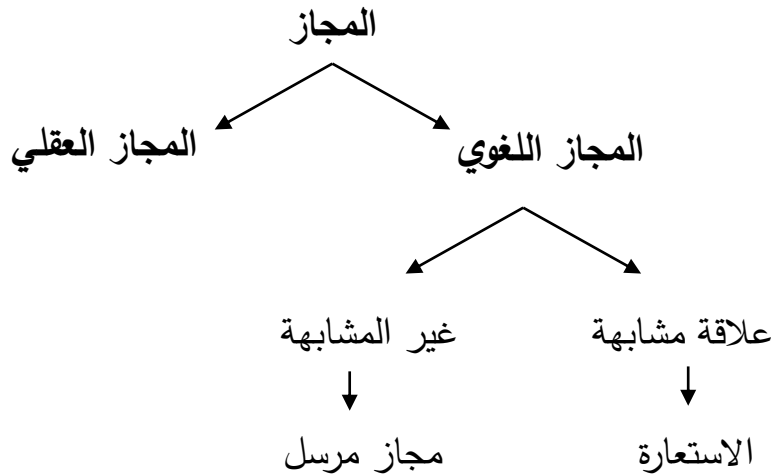 المجاز
المجاز اللغوي
المجاز العقلي
علاقة مشابهة
غير المشابهة
الاستعارة
مجاز مرسل